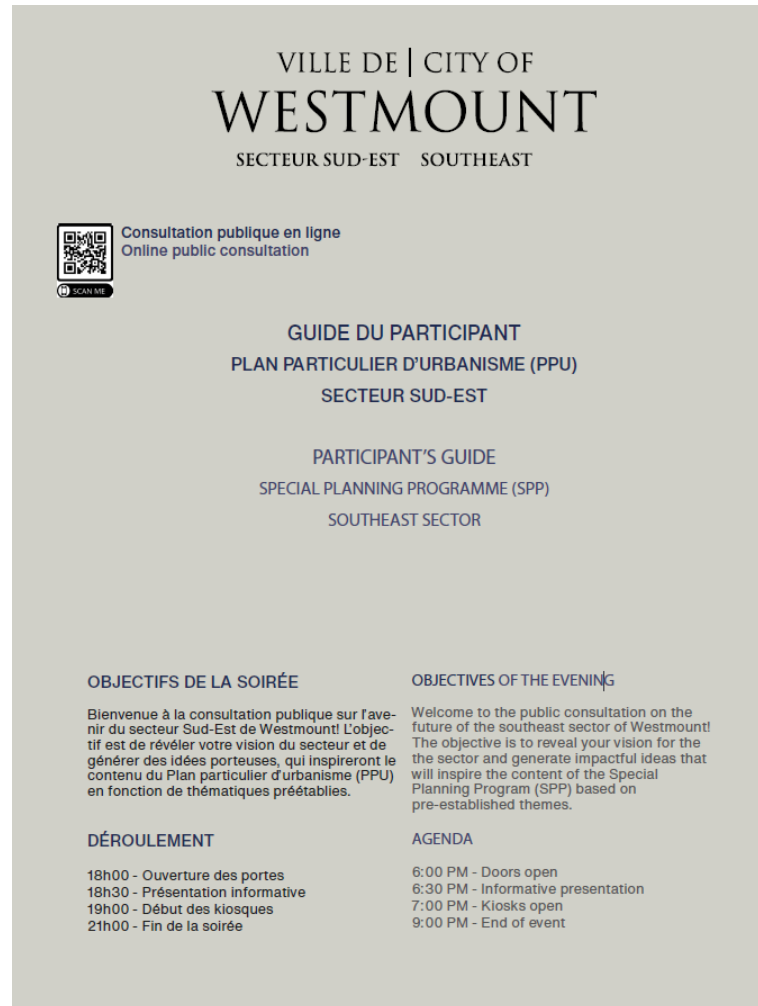 VILLE DE | CITY OF
WESTMOUNT
SECTEUR SUD-EST SOUTHEAST
Consultation publique en ligne
Online public consultation
SCAN ME
GUIDE DU PARTICIPANT
PLAN PARTICULIER D'URBANISME (PPU)
SECTEUR SUD-EST
PARTICIPANT'S GUIDE
SPECIAL PLANNING PROGRAMME (SPP)
SOUTHEAST SECTOR
OBJECTIFS DE LA SOIRÉE
Bienvenue à la consultation publique sur l'ave-
nir du secteur Sud-Est de Westmount! L'objec-
tif est de révéler votre vision du secteur et de
générer des idées porteuses, qui inspireront le
contenu du Plan particulier d'urbanisme (PPU)
en fonction de thématiques préétablies.
DÉROULEMENT
18h00 - Ouverture des portes
18h30 - Présentation informative
19h00 - Début des kiosques
21h00 - Fin de la soirée
OBJECTIVES OF THE EVENING
Welcome to the public consultation on the
future of the southeast sector of Westmount!
The objective is to reveal your vision for the
the sector and generate impactful ideas that
will inspire the content of the Special
Planning Program (SPP) based on
pre-established themes.
AGENDA
6:00 PM - Doors open
6:30 PM - Informative presentation
7:00 PM - Kiosks open
9:00 PM - End of event